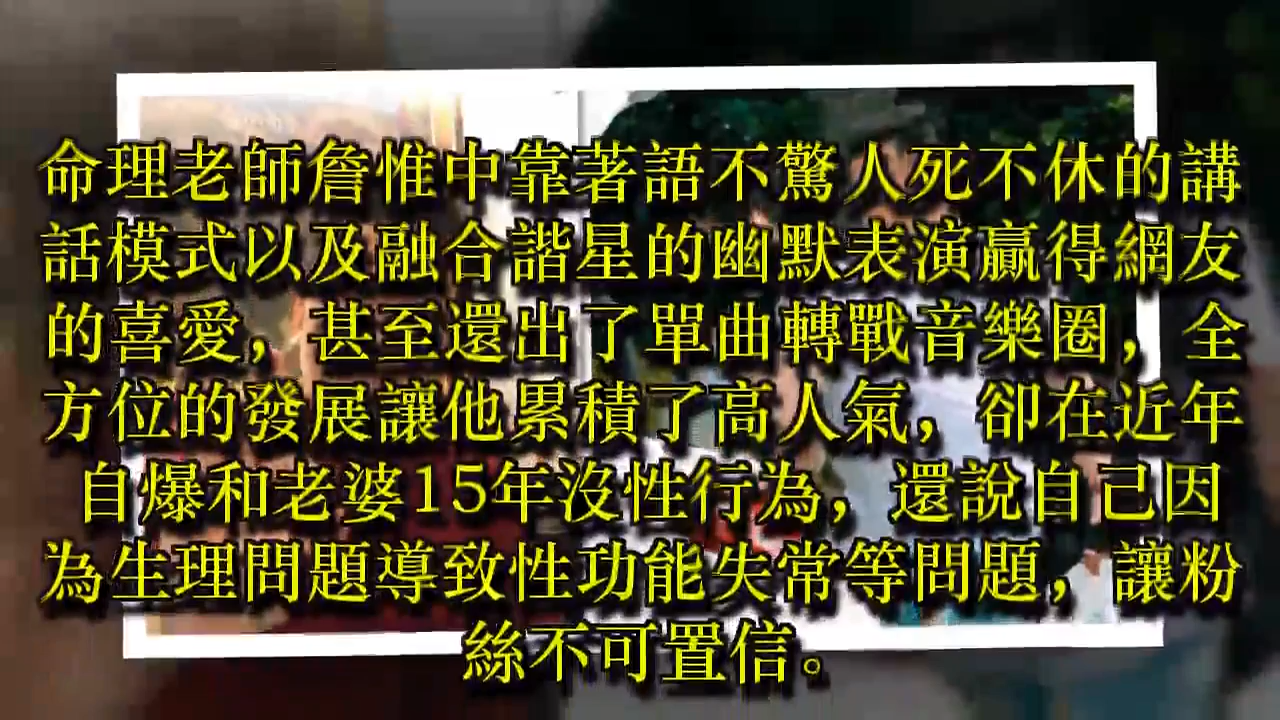 命理老師詹惟中靠著語不驚人死不休的講
話模式以及融合諧星的幽默表演贏得網友
的喜愛，甚至還出了單曲轉戰音樂圈，全
方位的發展讓他累積了高人氣，卻在近年
自爆和老婆15年沒性行為，還說自己因
為生理問題導致性功能失常等問題，讓粉
絲不可置信。